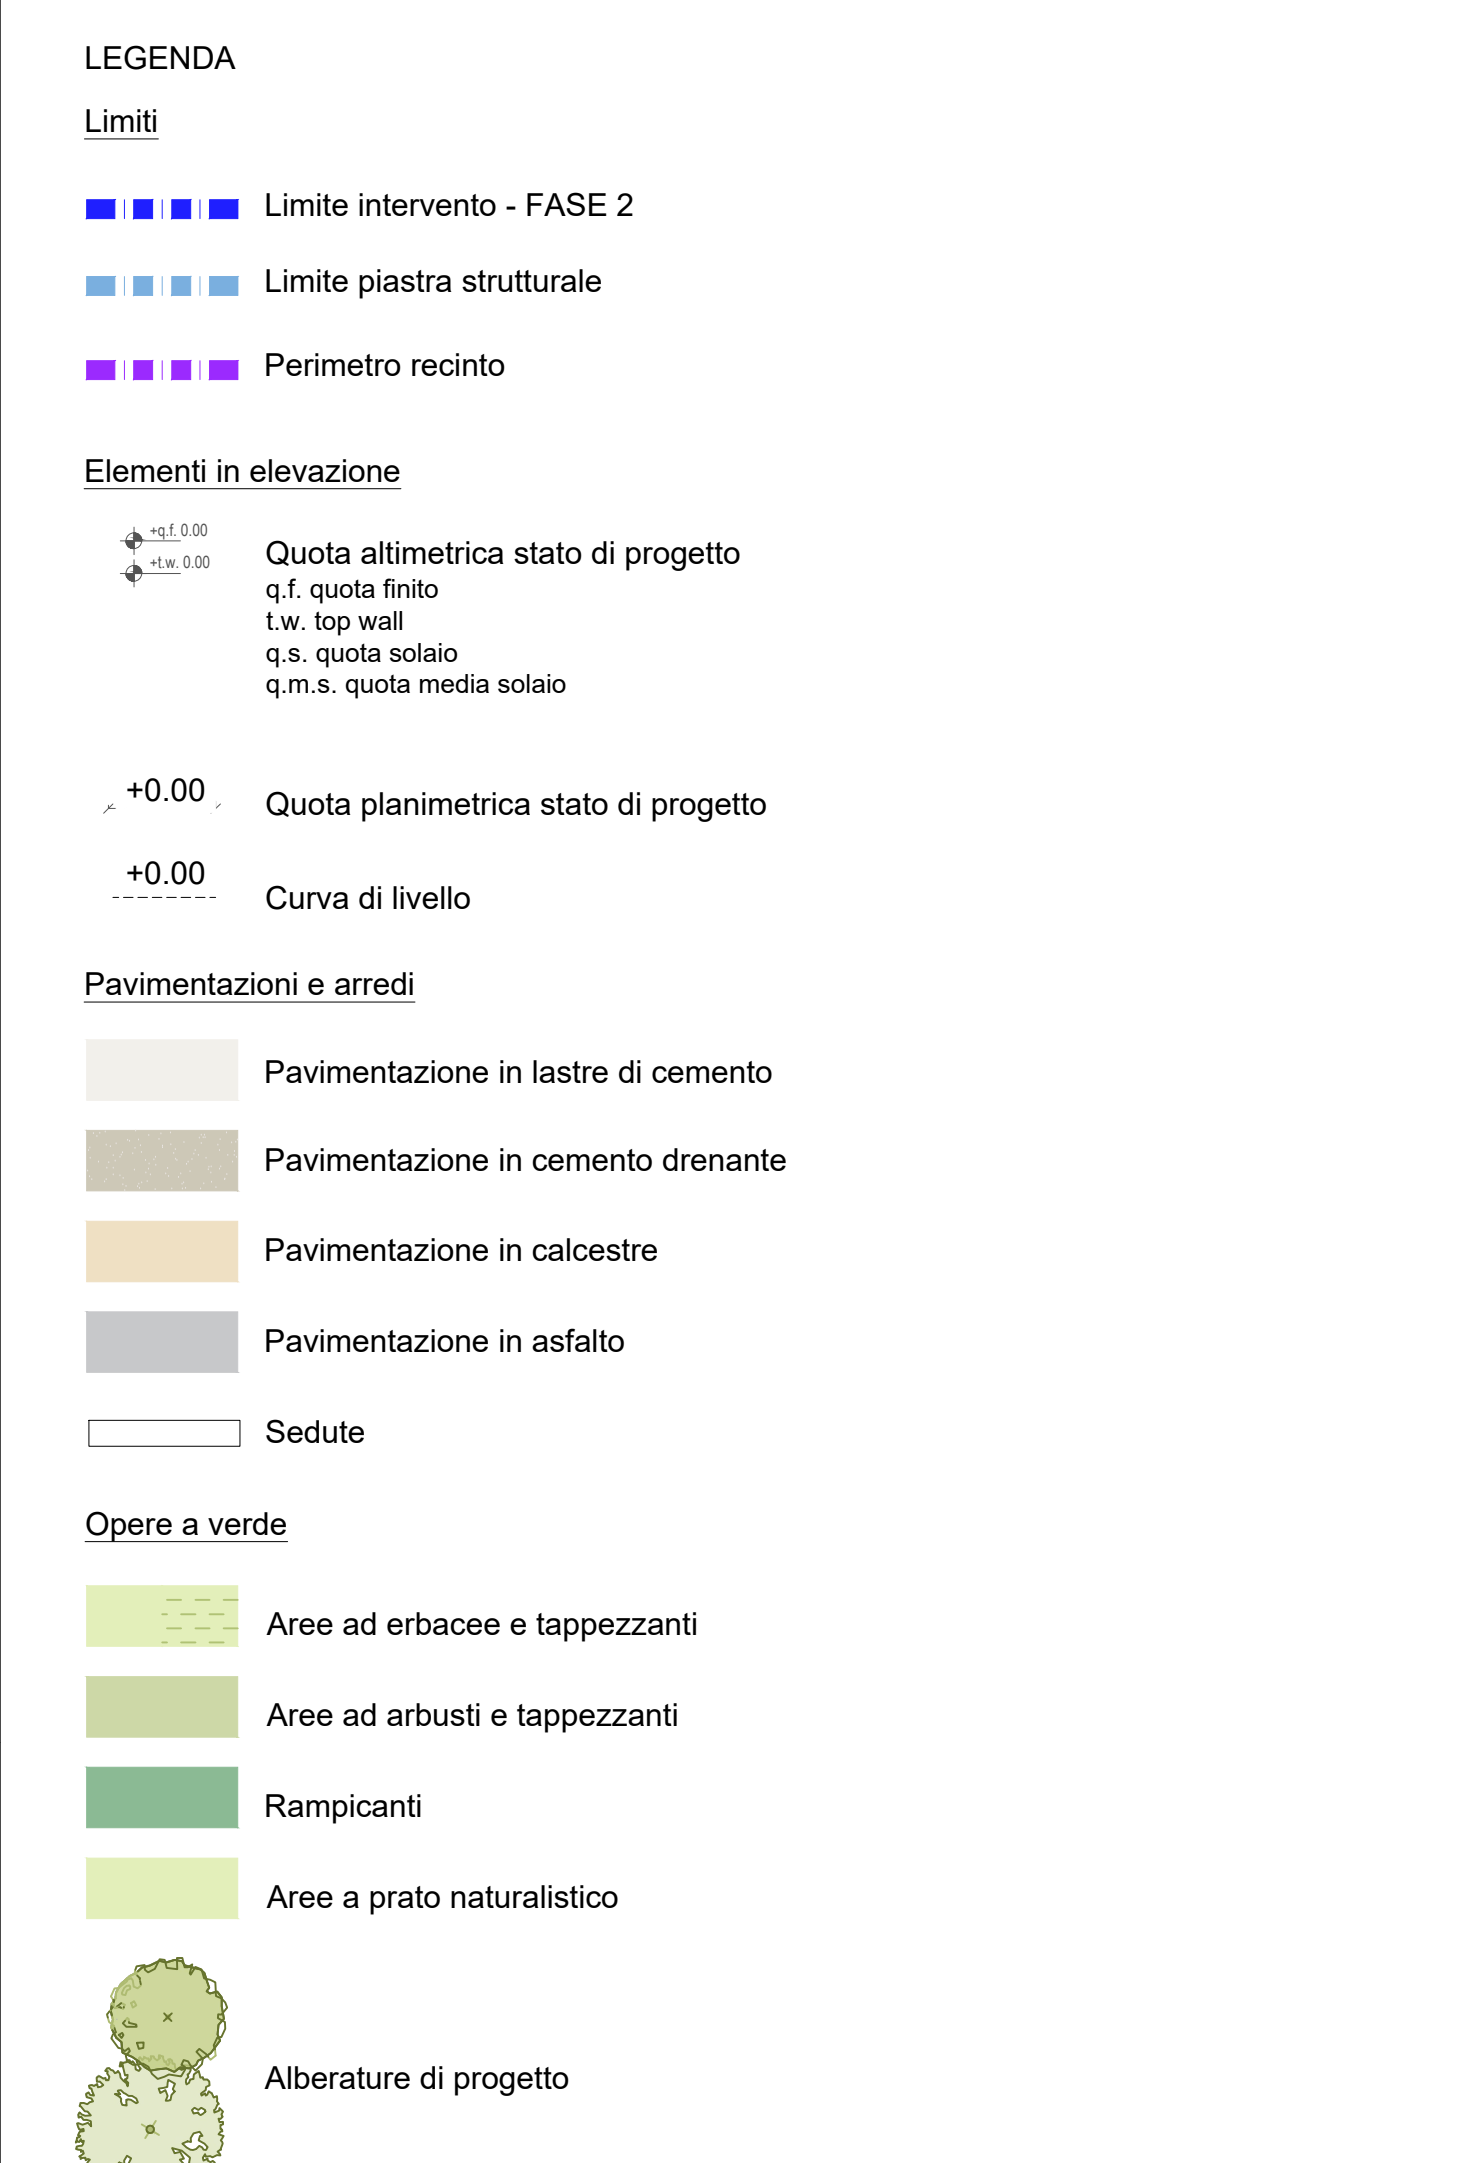 LEGENDA
Limiti
Limite intervento - FASE 2
Limite piastra strutturale
Perimetro recinto
Elementi in elevazione
+q.f. 0.00
+t.w. 0.00
Quota altimetrica stato di progetto
q.f. quota finito
t.w. top wall
q.s. quota solaio
q.m.s. quota media solaio
+0.00
Quota planimetrica stato di progetto
+0.00
Curva di livello
Pavimentazioni e arredi
Pavimentazione in lastre di cemento
Pavimentazione in cemento drenante
Pavimentazione in calcestre
Pavimentazione in asfalto
Sedute
Opere a verde
Aree ad erbacee e tappezzanti
Aree ad arbusti e tappezzanti
Rampicanti
Aree a prato naturalistico
Alberature di progetto